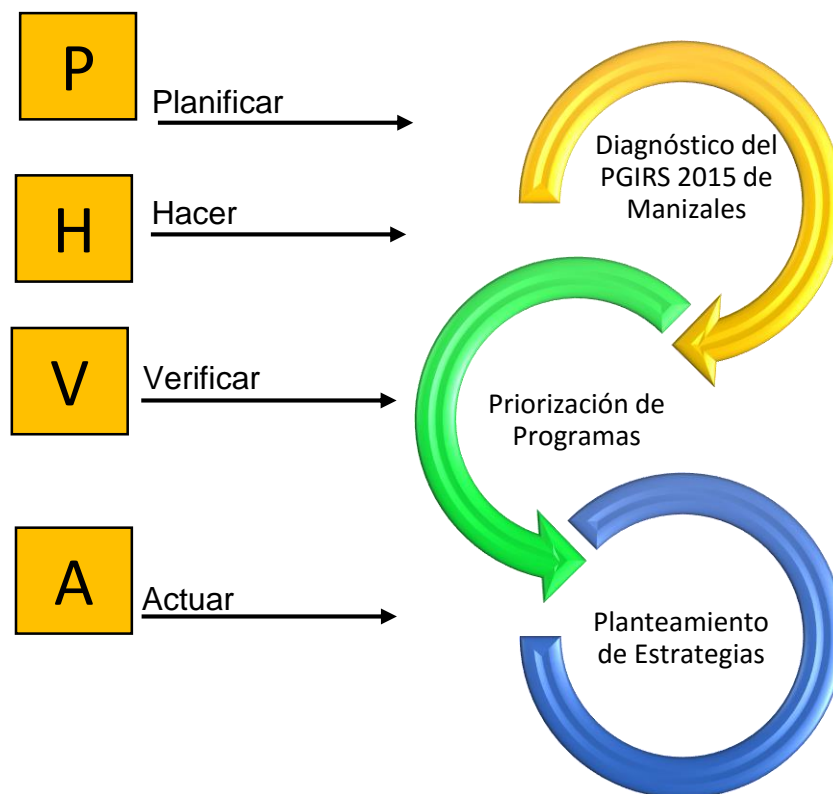 P
Planificar
H
Hacer
V
Verificar
A
Actuar
Diagnóstico del
PGIRS 2015 de
Manizales
Priorización de
Programas
Planteamiento
de Estrategias